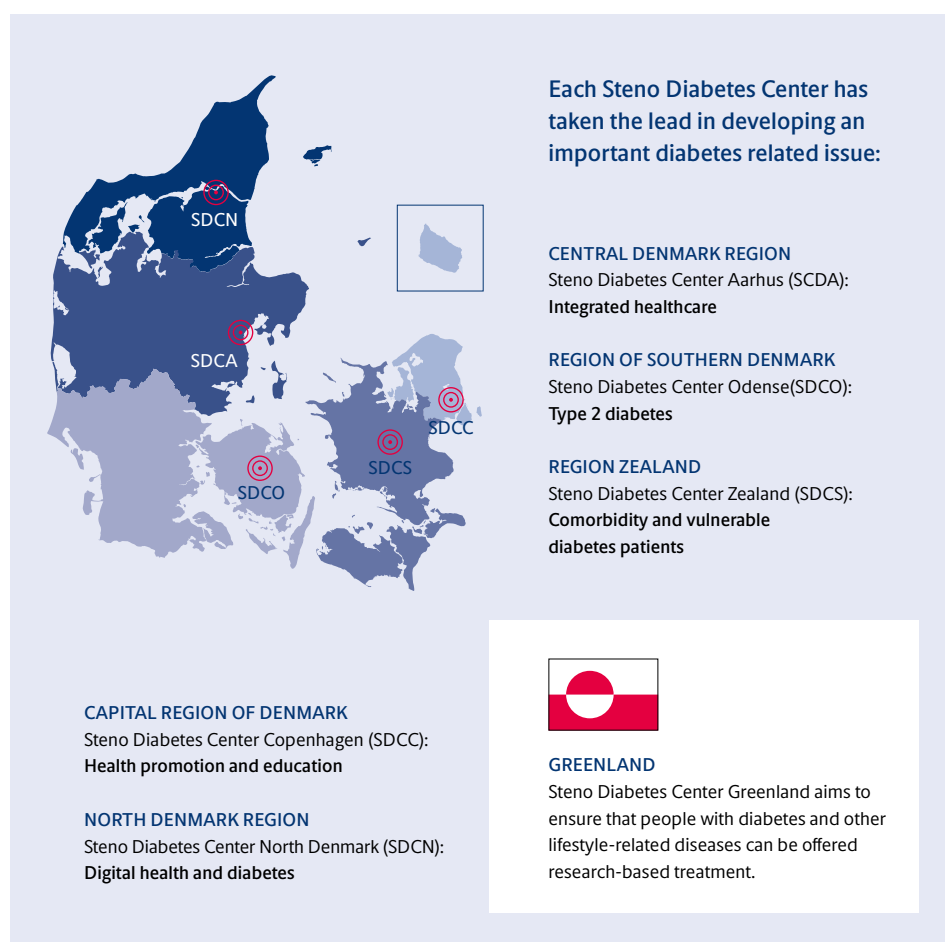 Each Steno Diabetes Center has
taken the lead in developing an
important diabetes related issue:
SDCN
SDCA
SDCC
SDCS
SDCO
CENTRAL DENMARK REGION
Steno Diabetes Center Aarhus (SCDA):
Integrated healthcare
REGION OF SOUTHERN DENMARK
Steno Diabetes Center Odense(SDCO):
Type 2 diabetes
REGION ZEALAND
Steno Diabetes Center Zealand (SDCS):
Comorbidity and vulnerable
diabetes patients
CAPITAL REGION OF DENMARK
Steno Diabetes Center Copenhagen (SDCC):
Health promotion and education
NORTH DENMARK REGION
Steno Diabetes Center North Denmark (SDCN):
Digital health and diabetes
GREENLAND
Steno Diabetes Center Greenland aims to
ensure that people with diabetes and other
lifestyle-related diseases can be offered
research-based treatment.